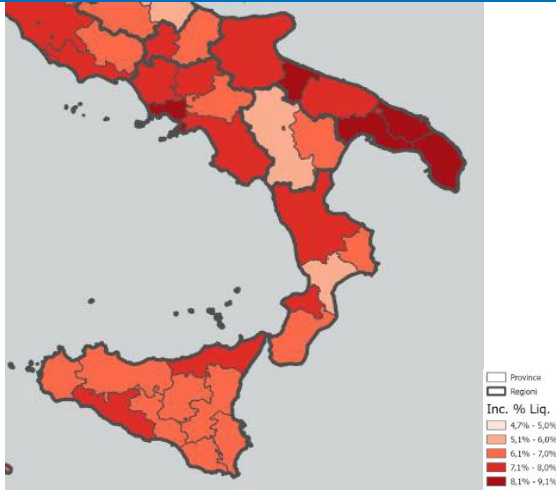 Province
Regioni
Inc. % Liq.
4,7% - 5,0%
5,1% - 6,0%
6,1% - 7,0%
7,1% - 8,0%
8,1% - 9,1%